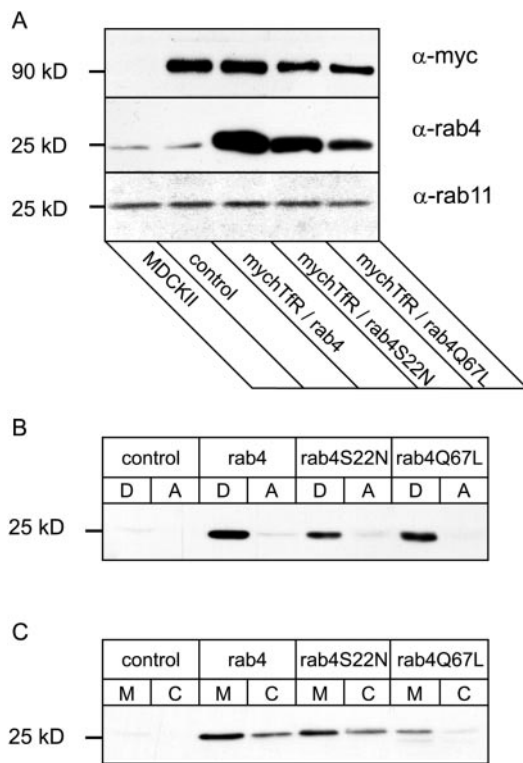 A
90 kD
α-myc
25 kD
α-rab4
25 kD
α-rab11
MDCKII
control
mychTfR / rab4
mychTfR / rab4S22N
mychTfR / rab4Q67L
B
control rab4 rab4S22N rab4Q67L
D A D A D A D A
25 kD
C
control rab4 rab4S22N rab4Q67L
M C M C M C M C
25 kD